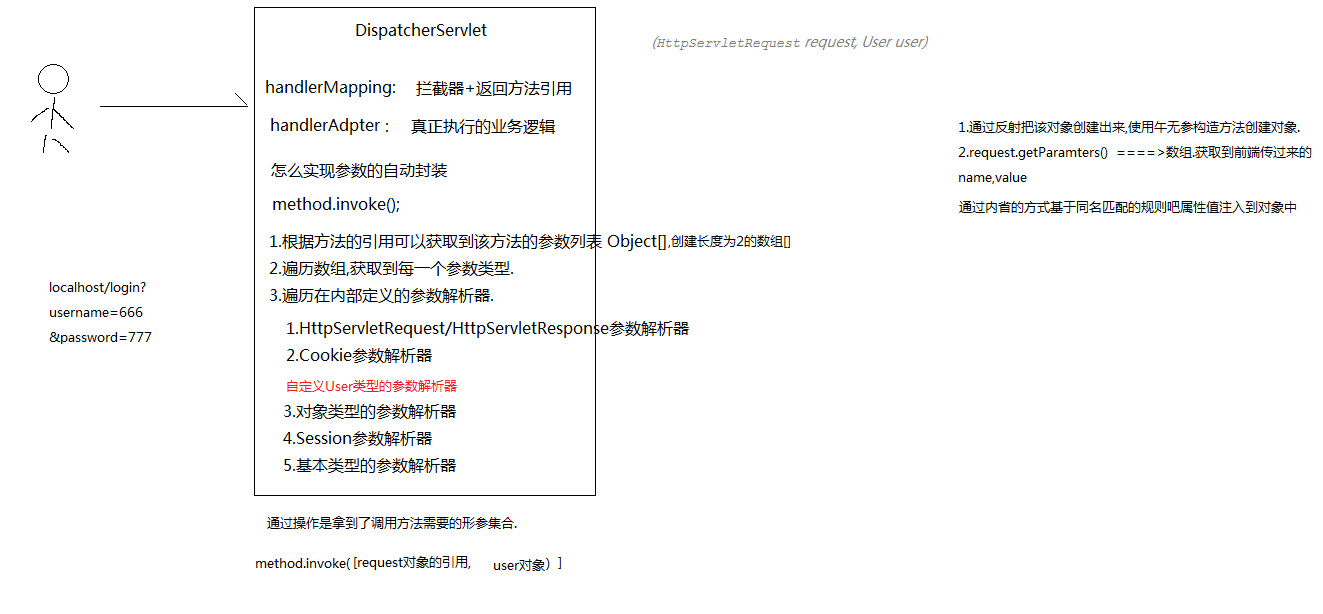 DispatcherServlet
(HttpServletRequest request, User user)
handlerMapping: 拦截器+返回方法引用
handlerAdpter : 真正执行的业务逻辑
怎么实现参数的自动封装
method.invoke();
1.根据方法的引用可以获取到该方法的参数列表 Object[],创建长度为2的数组[]
2.遍历数组,获取到每一个参数类型.
3.遍历在内部定义的参数解析器.
1.HttpServletRequest/HttpServletResponse参数解析器
2.Cookie参数解析器
自定义User类型的参数解析器
3.对象类型的参数解析器
4.Session参数解析器
5.基本类型的参数解析器
localhost/login?
username=666
&password=777
1.通过反射把该对象创建出来,使用午无参构造方法创建对象.
2.request.getParamters() ====>数组.获取到前端传过来的
name,value
通过内省的方式基于同名匹配的规则吧属性值注入到对象中
通过操作是拿到了调用方法需要的形参集合.
method.invoke( [request对象的引用, user对象) ]